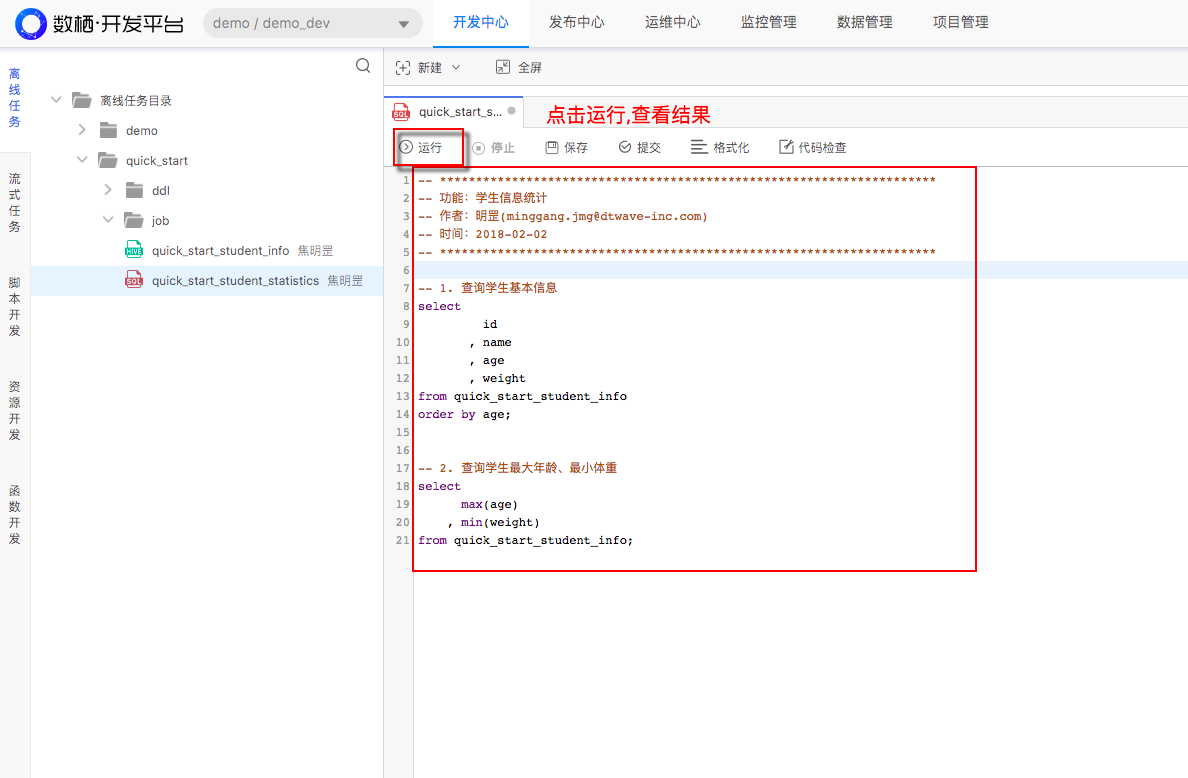 数栖·开发平台 demo / demo_dev 开发中心 发布中心 运维中心 监控管理 数据管理 项目管理
离线任务
流式任务
脚本开发
资源开发
函数开发
离线任务目录
demo
quick_start
ddl
job
HIVE quick_start_student_info 焦明罡
SQL quick_start_student_statistics 焦明罡
新建 全屏
SQL quick_start_s...
点击运行,查看结果
运行 停止 保存 提交 格式化 代码检查
1 -- *********************************************************************
2 -- 功能: 学生信息统计
3 -- 作者: 明罡(minggang.jmg@dtwave-inc.com)
4 -- 时间: 2018-02-02
5 -- *********************************************************************
6
7 -- 1. 查询学生基本信息
8 select
9 id
10 , name
11 , age
12 , weight
13 from quick_start_student_info
14 order by age;
15
16
17 -- 2. 查询学生最大年龄、最小体重
18 select
19 max(age)
20 , min(weight)
21 from quick_start_student_info;